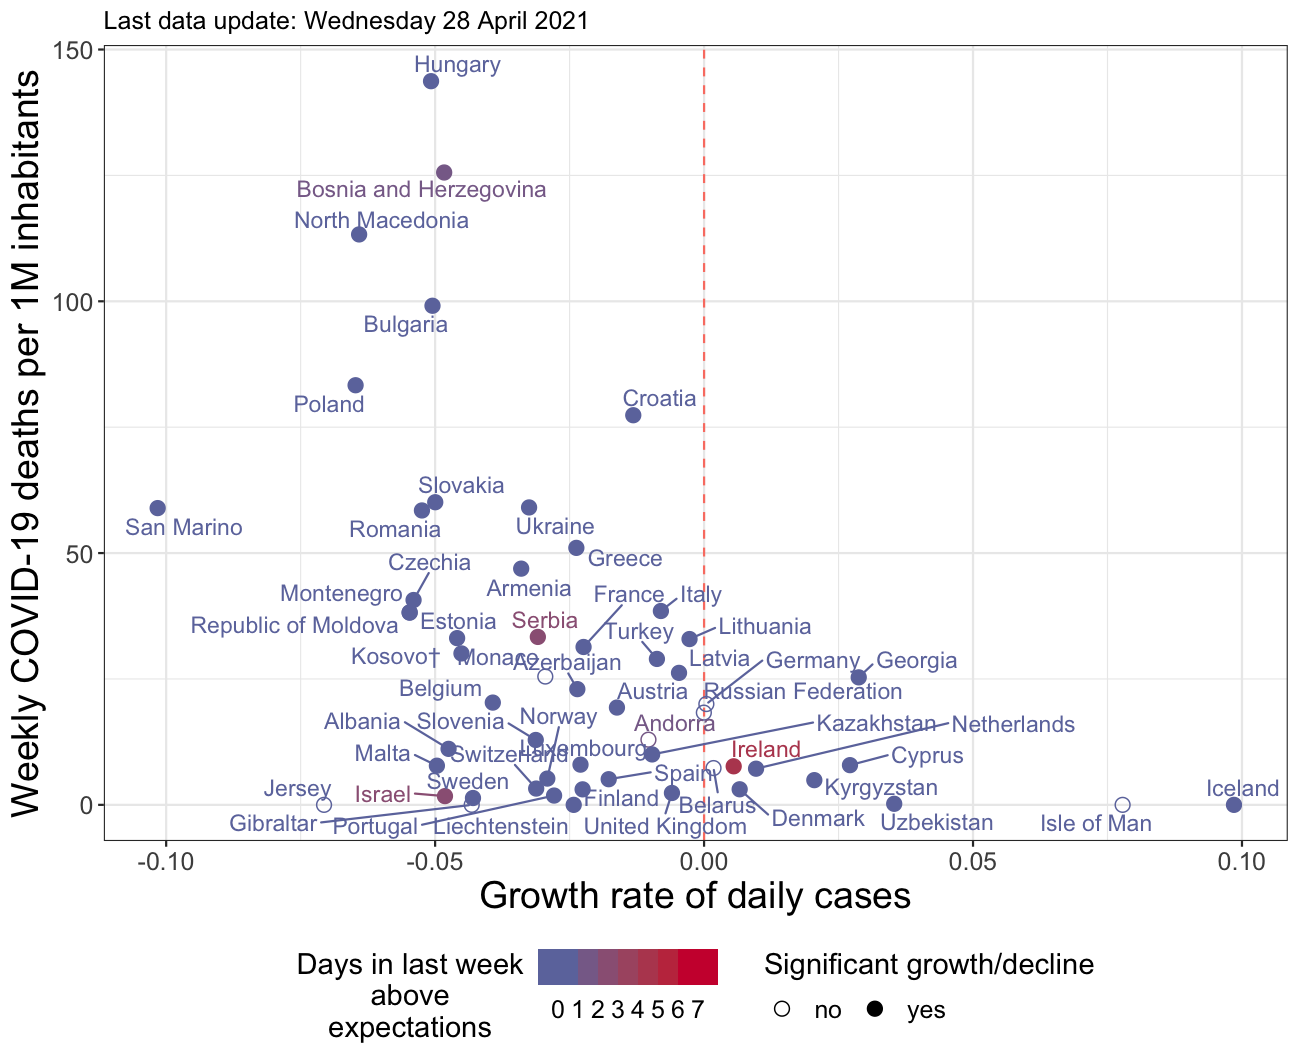 Last data update: Wednesday 28 April 2021
Weekly COVID-19 deaths per 1M inhabitants
150
100
50
0
Hungary
Bosnia and Herzegovina
North Macedonia
Bulgaria
Poland
Croatia
Slovakia
San Marino
Romania
Ukraine
Greece
Czechia
Armenia
Montenegro
France
Italy
Republic of Moldova
Estonia
Serbia
Turkey
Lithuania
Kosovo†
Monaco
Azerbaijan
Latvia
Germany
Georgia
Belgium
Austria
Russian Federation
Albania
Slovenia
Norway
Andorra
Kazakhstan
Netherlands
Malta
Switzerland
Luxembourg
Ireland
Cyprus
Jersey
Israel
Sweden
Spain
Kyrgyzstan
Iceland
Finland
Belarus
Gibraltar
Portugal
Liechtenstein
United Kingdom
Denmark
Uzbekistan
Isle of Man
-0.10
-0.05
0.00
0.05
0.10
Growth rate of daily cases
Days in last week
above
expectations
0 1 2 3 4 5 6 7
Significant growth/decline
no
yes